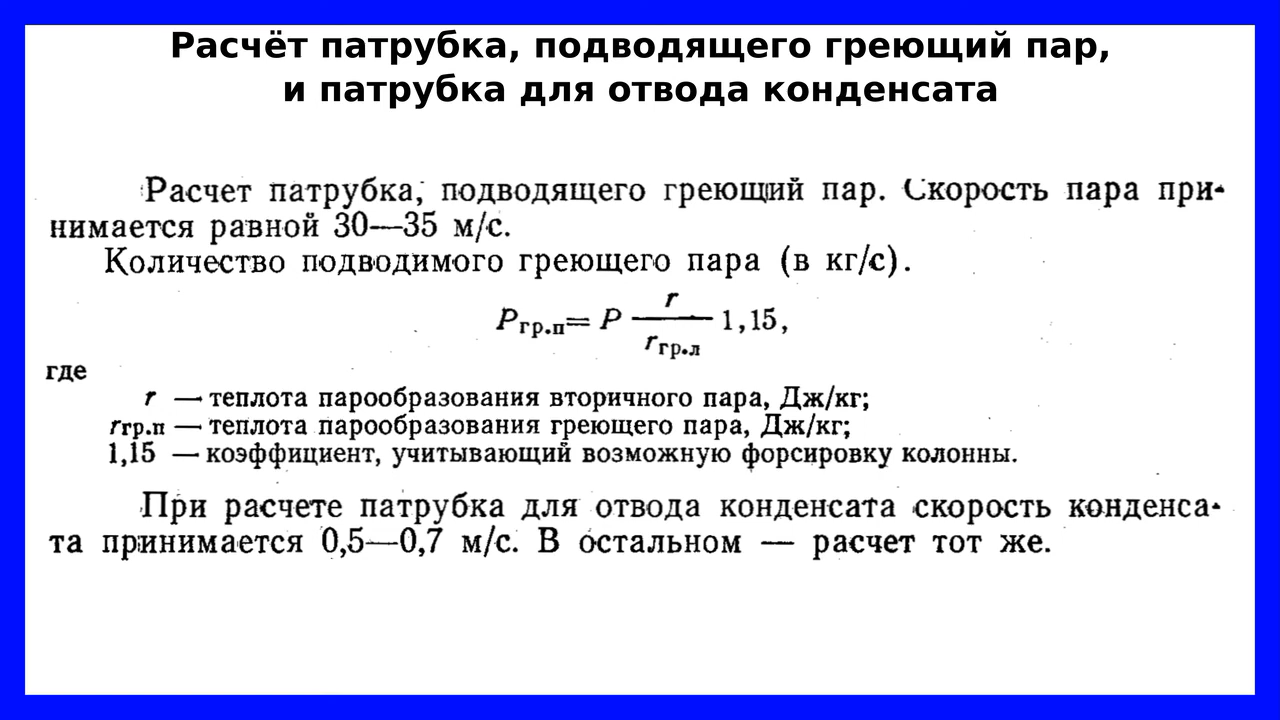 Расчёт патрубка, подводящего греющий пар,
и патрубка для отвода конденсата
Расчет патрубка, подводящего греющий пар. Скорость пара при-
нимается равной 30—35 м/с.
Количество подводимого греющего пара (в кг/с).
Pгр.п = P r / rгр.л 1,15,
где
r — теплота парообразования вторичного пара, Дж/кг;
rгр.п — теплота парообразования греющего пара, Дж/кг;
1,15 — коэффициент, учитывающий возможную форсировку колонны.
При расчете патрубка для отвода конденсата скорость конденса-
та принимается 0,5—0,7 м/с. В остальном — расчет тот же.